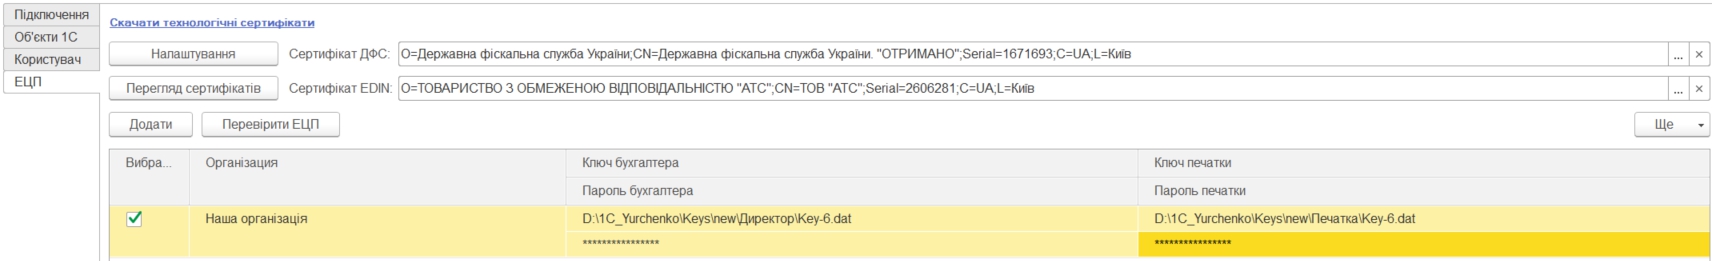 Підключення
Об'єкти 1С
Користувач
ЕЦП
Скачати технологічні сертифікати
Налаштування Сертифікат ДФС: О=Державна фіскальна служба України;CN=Державна фіскальна служба України. "ОТРИМАНО";Serial=1671693;C=UA;L=Київ ... ×
Перегляд сертифікатів Сертифікат EDIN: О=ТОВАРИСТВО З ОБМЕЖЕНОЮ ВІДПОВІДАЛЬНІСТЮ "АТС";CN=ТОВ "АТС";Serial=2606281;C=UA;L=Київ ... ×
Додати Перевірити ЕЦП Ще
Вибра... Організация Ключ бухгалтера Ключ печатки
Пароль бухгалтера Пароль печатки
Наша організація D:\1C_Yurchenko\Keys\new\Директор\Key-6.dat D:\1C_Yurchenko\Keys\new\Печатка\Key-6.dat
**************** ****************